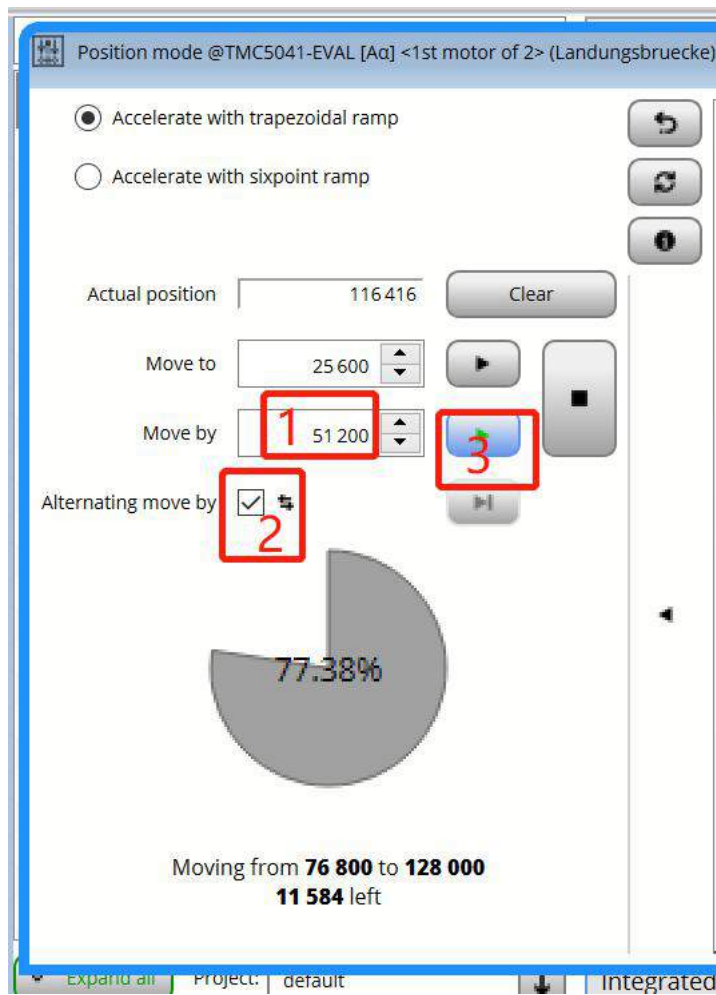 Position mode @TMC5041-EVAL [Aα] <1st motor of 2> (Landungsbruecke)
Accelerate with trapezoidal ramp
Accelerate with sixpoint ramp
Actual position 116 416 Clear
Move to 25 600
Move by 1 51 200 3
Alternating move by 2
77.38%
Moving from 76 800 to 128 000
11 584 left
Expand all Project: default Integrated